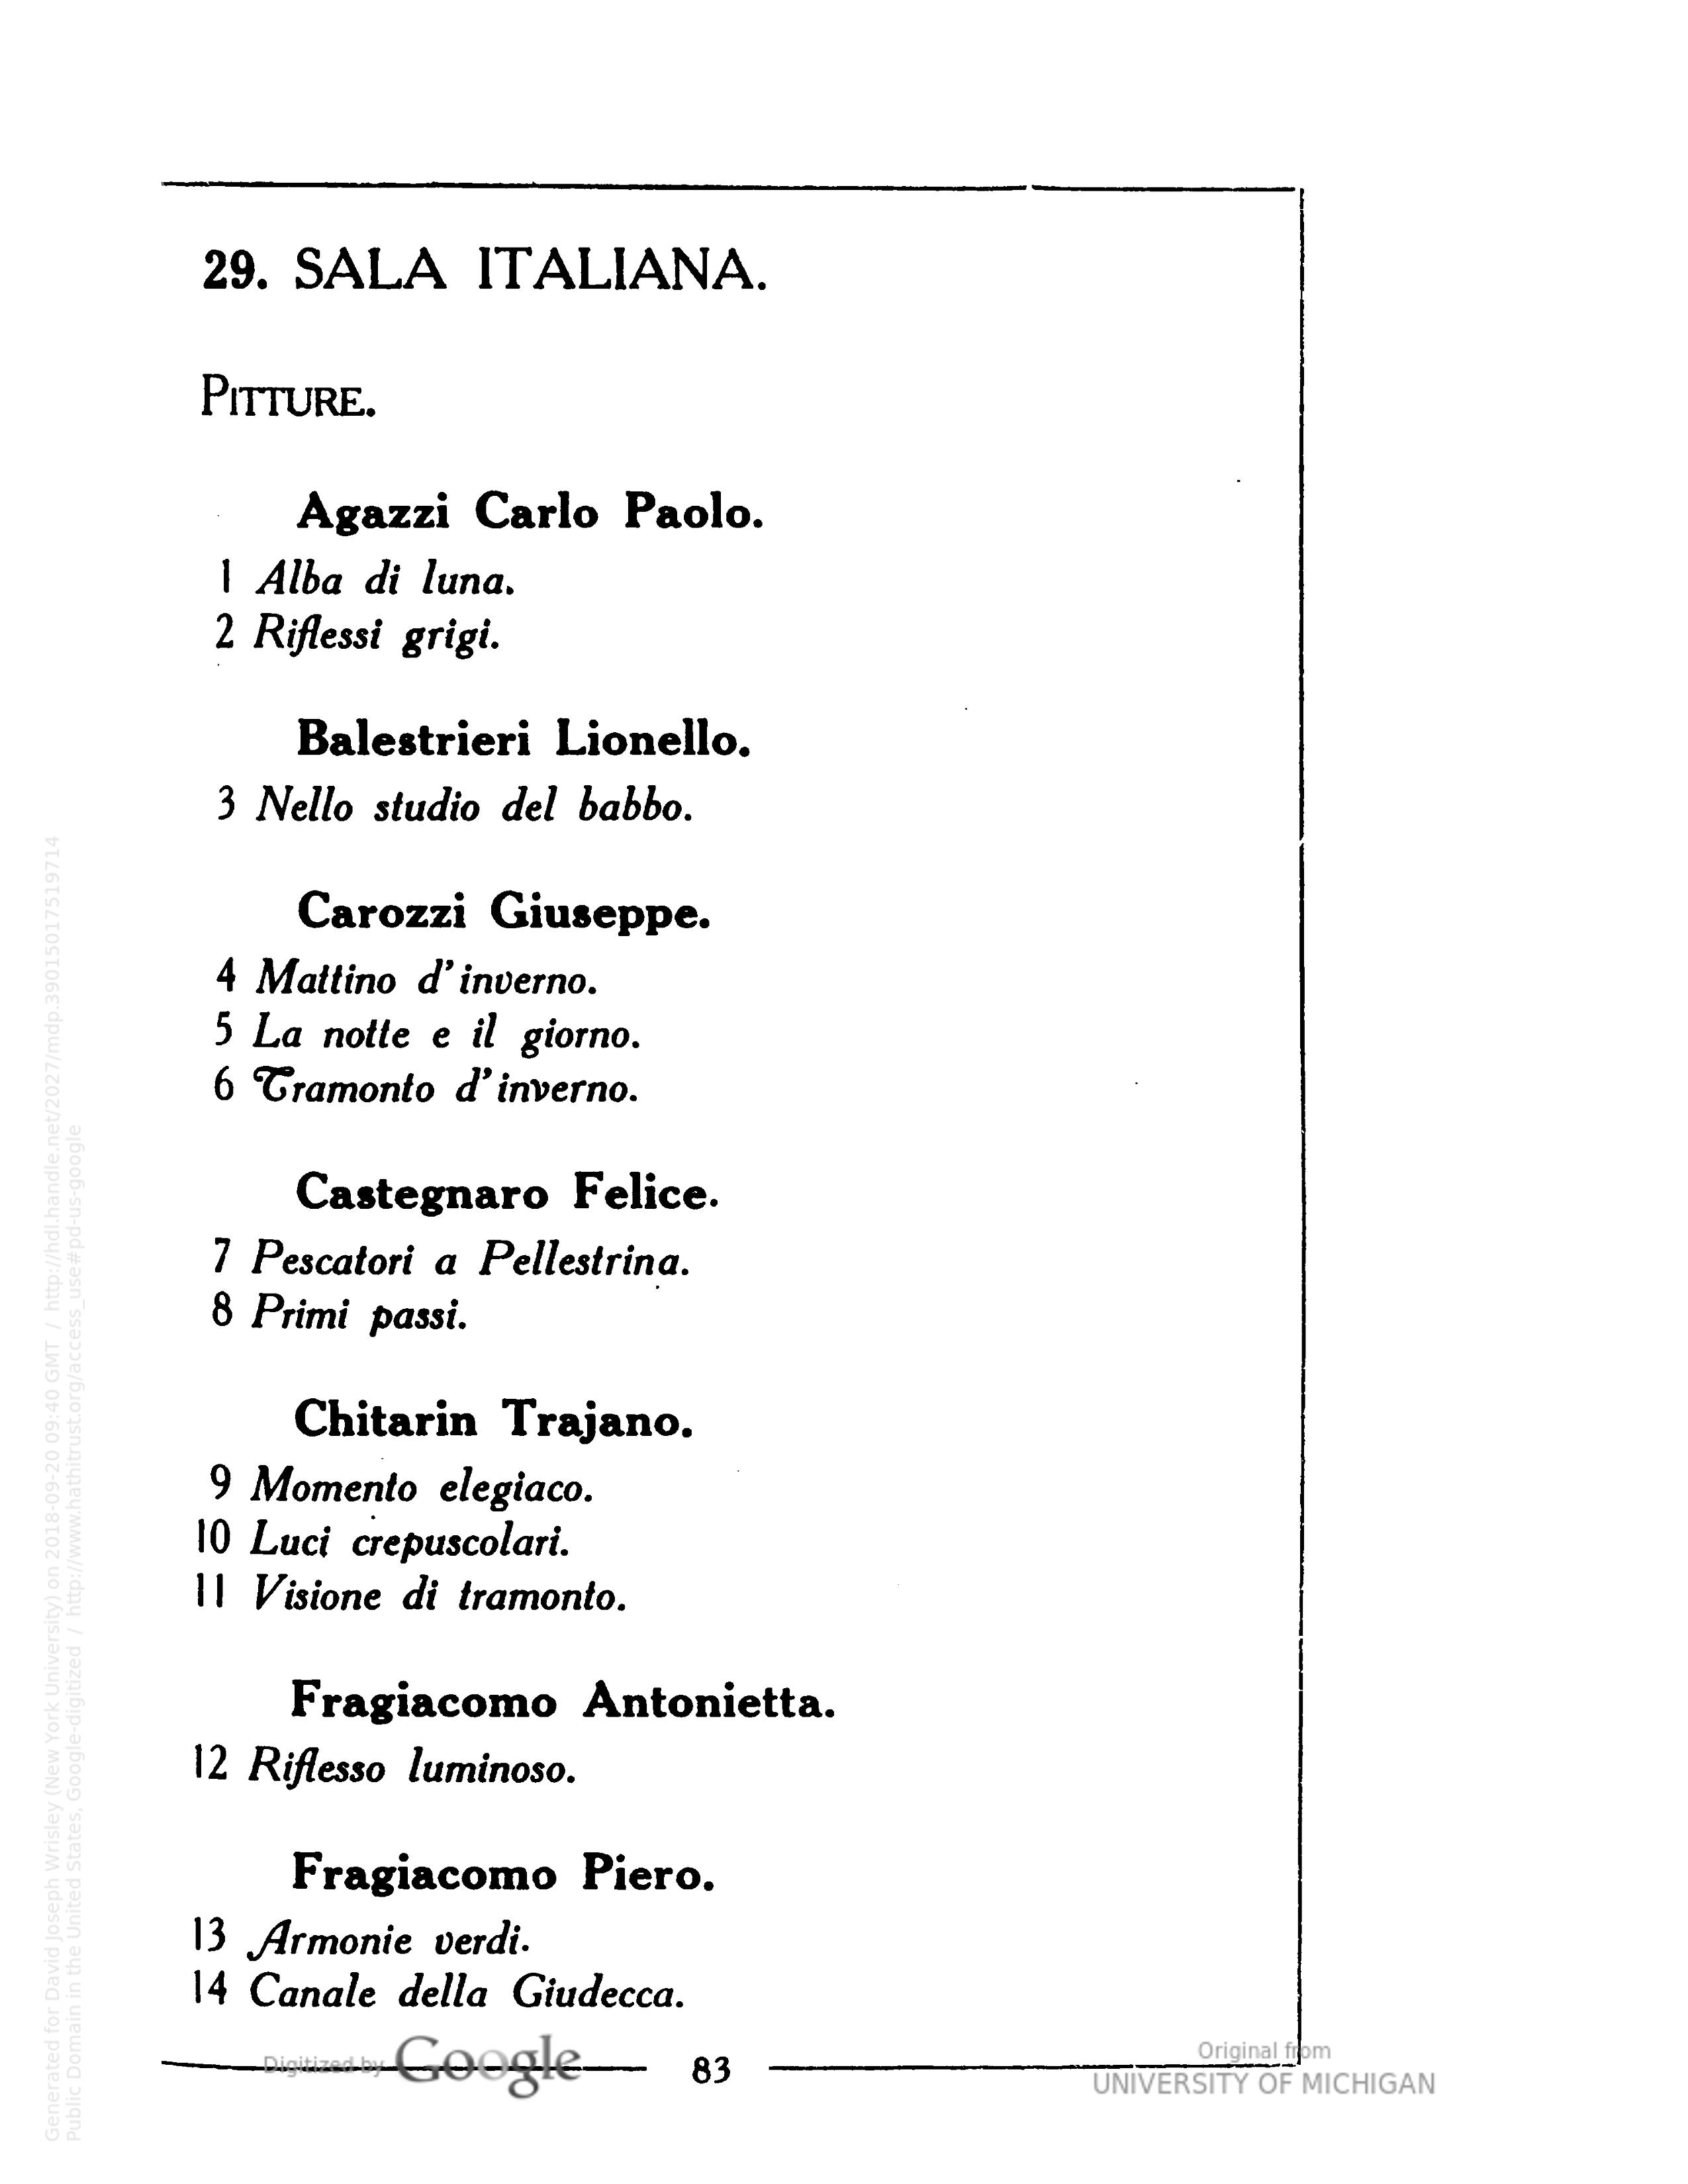 29. SALA ITALIANA.
PITTURE.
Agazzi Carlo Paolo.
1 Alba di luna.
2 Riflessi grigi.
Balestrieri Lionello.
3 Nello studio del babbo.
Carozzi Giuseppe.
4 Mattino d'inverno.
5 La notte e il giorno.
6 Tramonto d'inverno.
Castegnaro Felice.
7 Pescatori a Pellestrina.
8 Primi passi.
Chitarin Trajano.
9 Momento elegiaco.
10 Luci crepuscolari.
11 Visione di tramonto.
Fragiacomo Antonietta.
12 Riflesso luminoso.
Fragiacomo Piero.
13 Armonie verdi.
14 Canale della Giudecca.
83
Digitized by Google
Original from
UNIVERSITY OF MICHIGAN
Generated for David Joseph Wrisley (New York University) on 2018-09-20 09:40 GMT / http://hdl.handle.net/2027/mdp.39015017519714
Public Domain in the United States, Google-digitized / http://www.hathitrust.org/access_use#pd-us-google